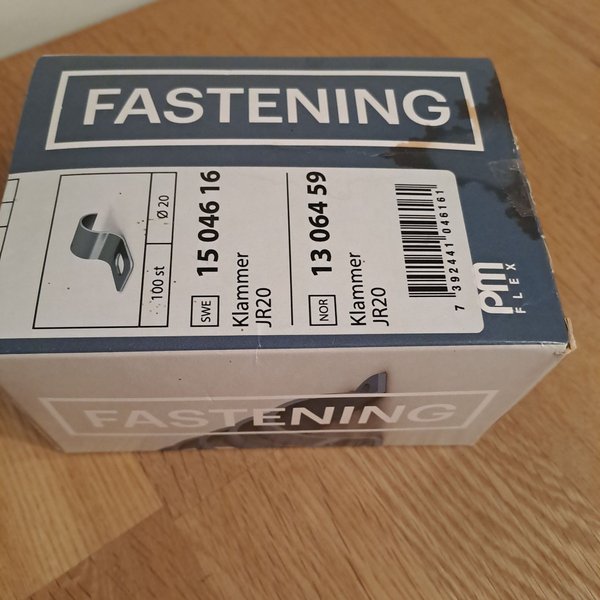 FASTENING
100 st
Ø 20
SWE
15 046 16
Klammer
JR20
NOR
13 064 59
Klammer
JR20
7 392441 046161
pm
FLEX
FASTENING